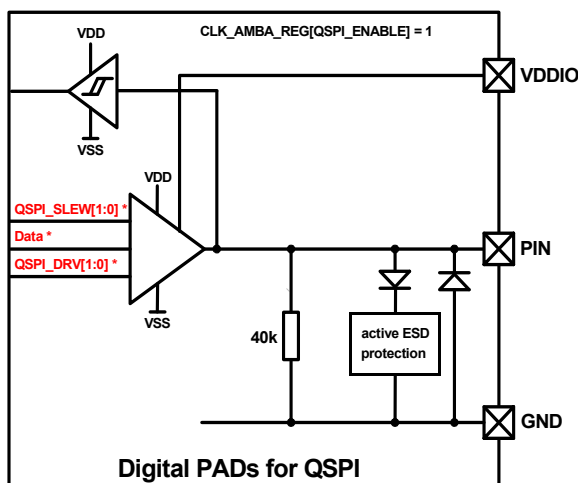 CLK_AMBA_REG[QSPI_ENABLE] = 1
VDD
VDDIO
VSS
VDD
QSPI_SLEW[1:0] *
Data *
PIN
QSPI_DRV[1:0] *
VSS
40k
active ESD
protection
GND
Digital PADs for QSPI